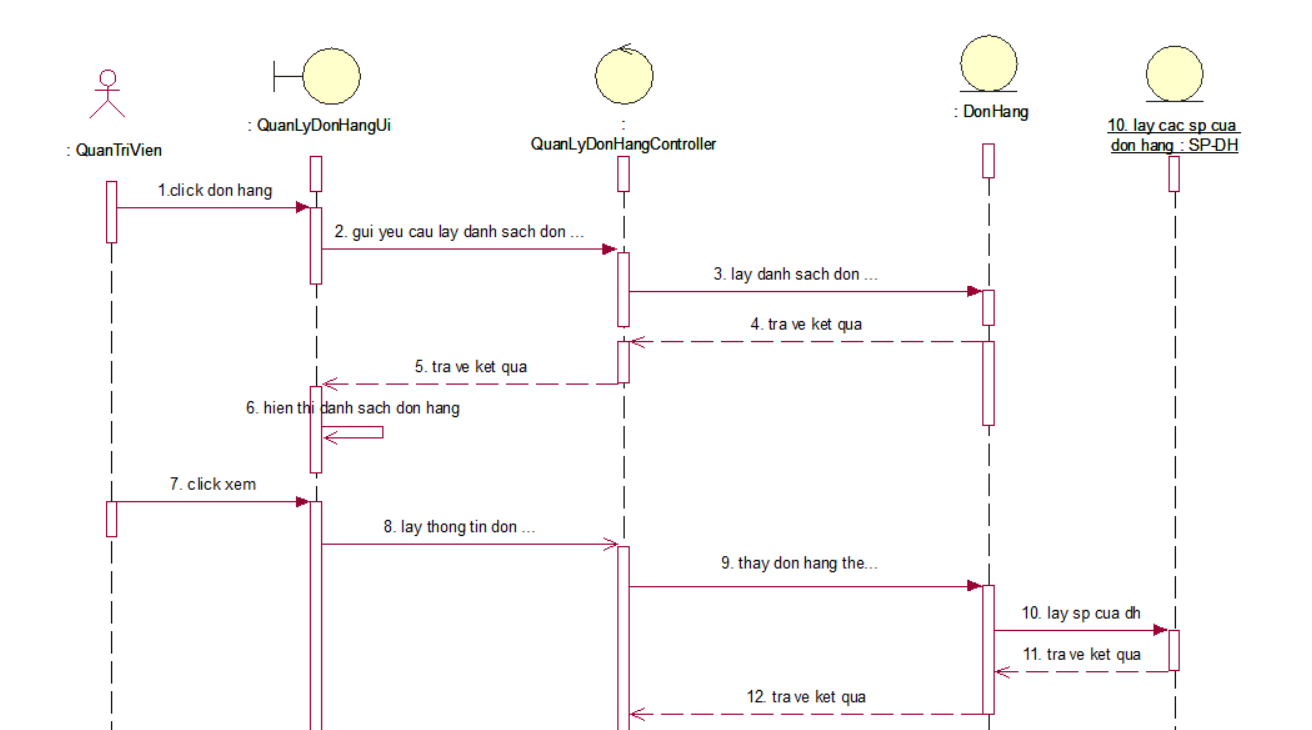 : QuanTriVien
: QuanLyDonHangUi
:
QuanLyDonHangController
: DonHang
10. lay cac sp cua
don hang : SP-DH
1.click don hang
2. gui yeu cau lay danh sach don ...
3. lay danh sach don ...
4. tra ve ket qua
5. tra ve ket qua
6. hien thi danh sach don hang
7. click xem
8. lay thong tin don ...
9. thay don hang the...
10. lay sp cua dh
11. tra ve ket qua
12. tra ve ket qua